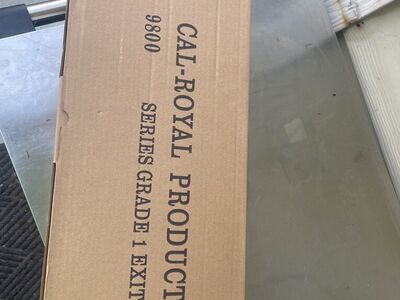 CAL-ROYAL PRODUCT
9800 SERIES GRADE 1 EXIT